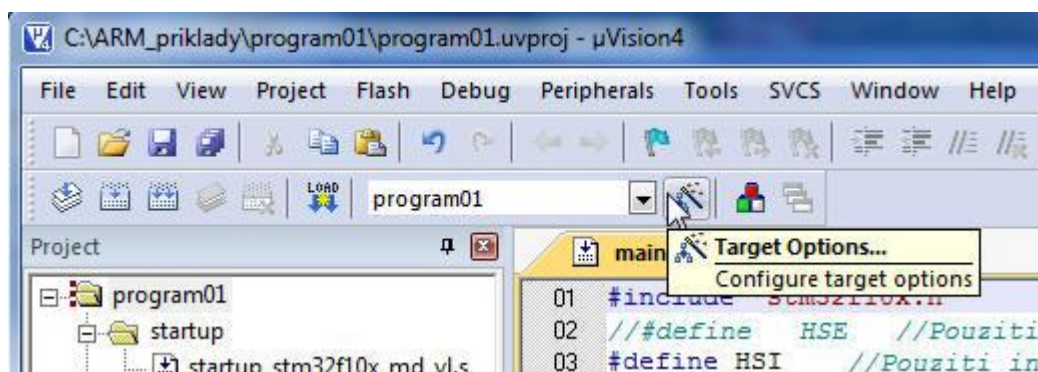 C:\ARM_priklady\program01\program01.uvproj - µVision4
File Edit View Project Flash Debug Peripherals Tools SVCS Window Help
LOAD program01
Project
main
Target Options...
Configure target options
program01
01 #include "stm32f10x.h"
startup
02 //#define HSE //Pouziti
startup_stm32f10x_md_vl.s
03 #define HSI //Pouziti in